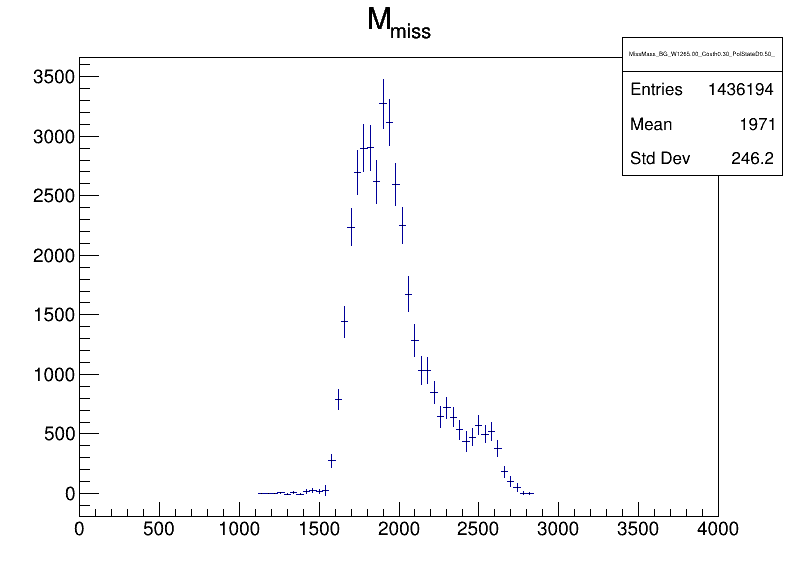 M_miss
MissMass_BG_W1265.00_Costh0.30_PolStateD0.50_
Entries 1436194
Mean 1971
Std Dev 246.2
3500
3000
2500
2000
1500
1000
500
0
0 500 1000 1500 2000 2500 3000 3500 4000